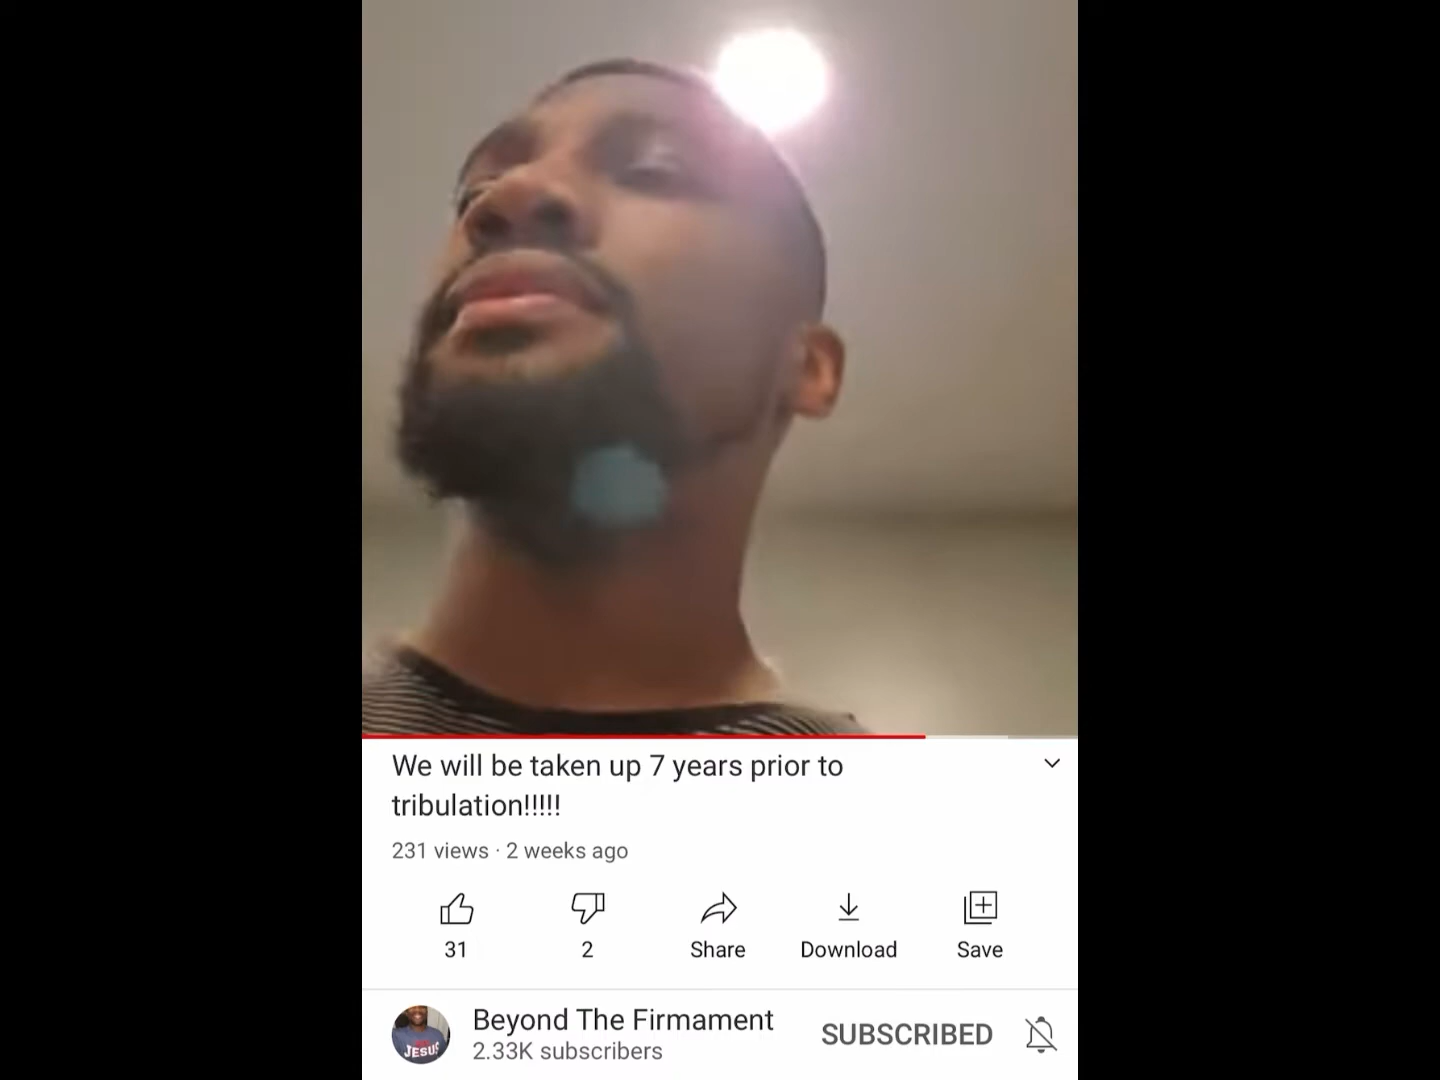 We will be taken up 7 years prior to
tribulation!!!!!
231 views · 2 weeks ago
31
2
Share
Download
Save
Beyond The Firmament
2.33K subscribers
SUBSCRIBED
JESUS